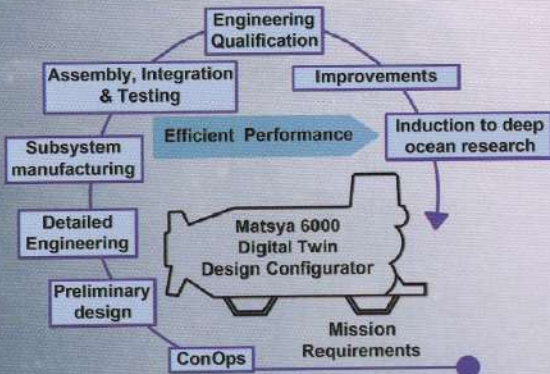 Engineering
Qualification
Assembly, Integration
& Testing
Improvements
Efficient Performance
Induction to deep
ocean research
Subsystem
manufacturing
Detailed
Engineering
Matsya 6000
Digital Twin
Design Configurator
Preliminary
design
Mission
Requirements
ConOps